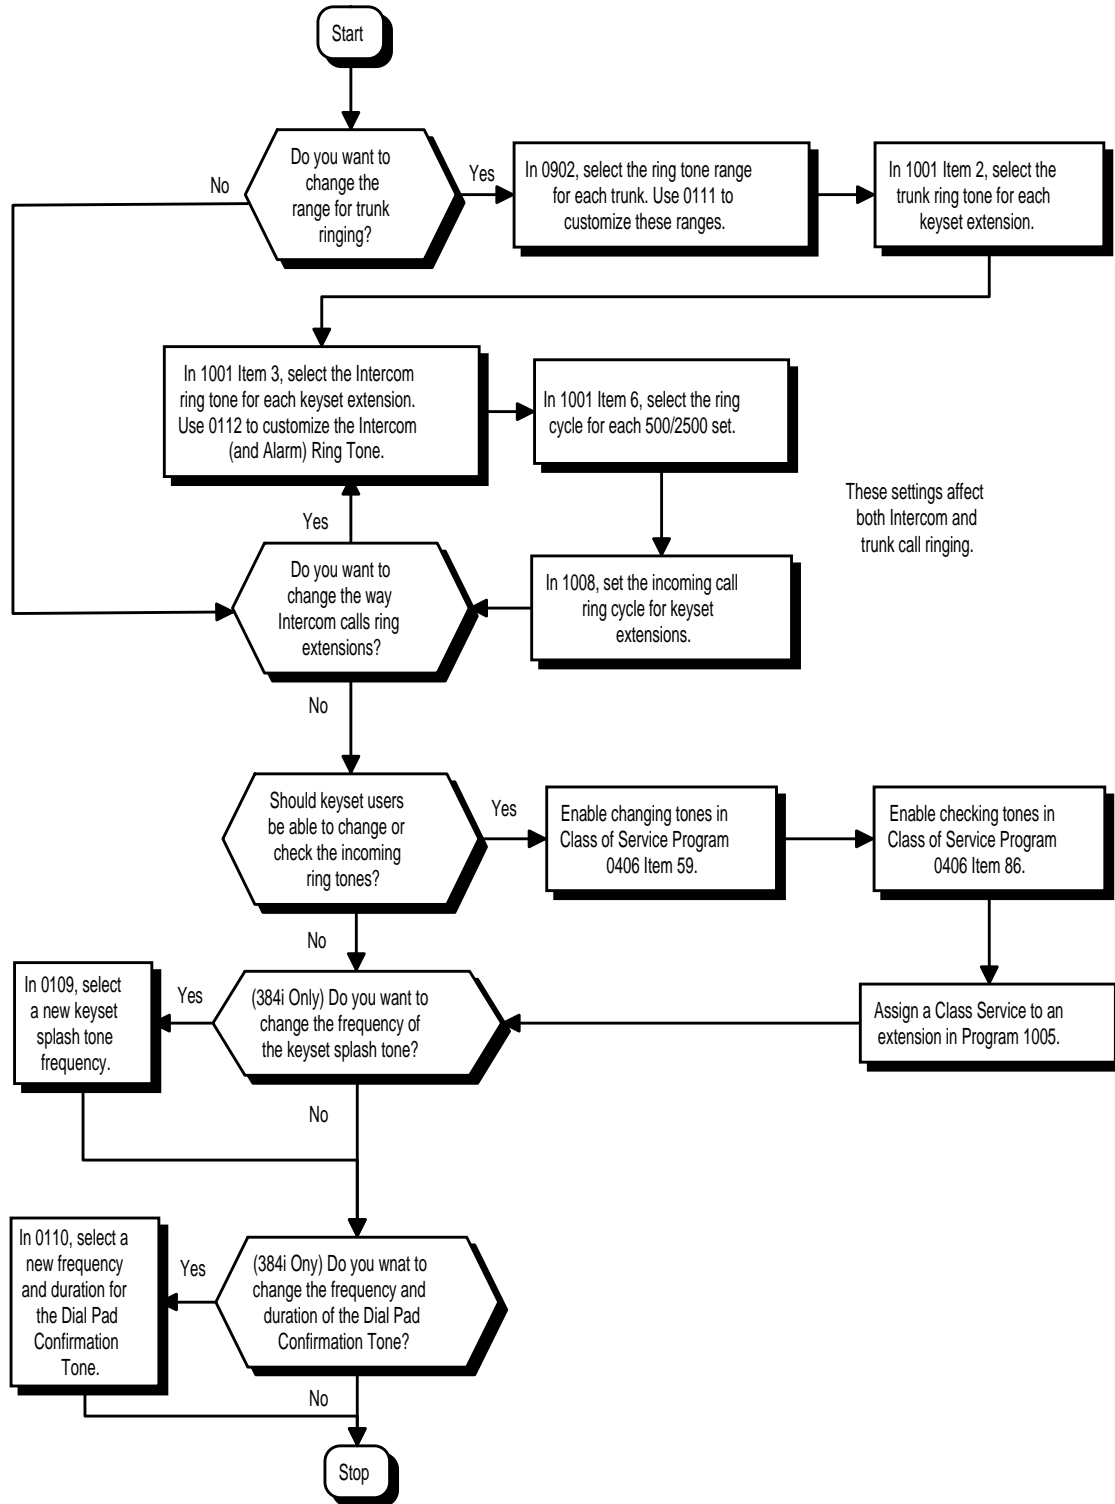 Start
Do you want to
change the
range for trunk
ringing?
No
Yes
In 0902, select the ring tone range
for each trunk. Use 0111 to
customize these ranges.
In 1001 Item 2, select the
trunk ring tone for each
keyset extension.
In 1001 Item 3, select the Intercom
ring tone for each keyset extension.
Use 0112 to customize the Intercom
(and Alarm) Ring Tone.
In 1001 Item 6, select the ring
cycle for each 500/2500 set.
These settings affect
both Intercom and
trunk call ringing.
Yes
Do you want to
change the way
Intercom calls ring
extensions?
In 1008, set the incoming call
ring cycle for keyset
extensions.
No
Should keyset users
be able to change or
check the incoming
ring tones?
Yes
Enable changing tones in
Class of Service Program
0406 Item 59.
Enable checking tones in
Class of Service Program
0406 Item 86.
No
In 0109, select
a new keyset
splash tone
frequency.
Yes
(384i Only) Do you want to
change the frequency of
the keyset splash tone?
Assign a Class Service to an
extension in Program 1005.
No
In 0110, select a
new frequency
and duration for
the Dial Pad
Confirmation
Tone.
Yes
(384i Ony) Do you wnat to
change the frequency and
duration of the Dial Pad
Confirmation Tone?
No
Stop